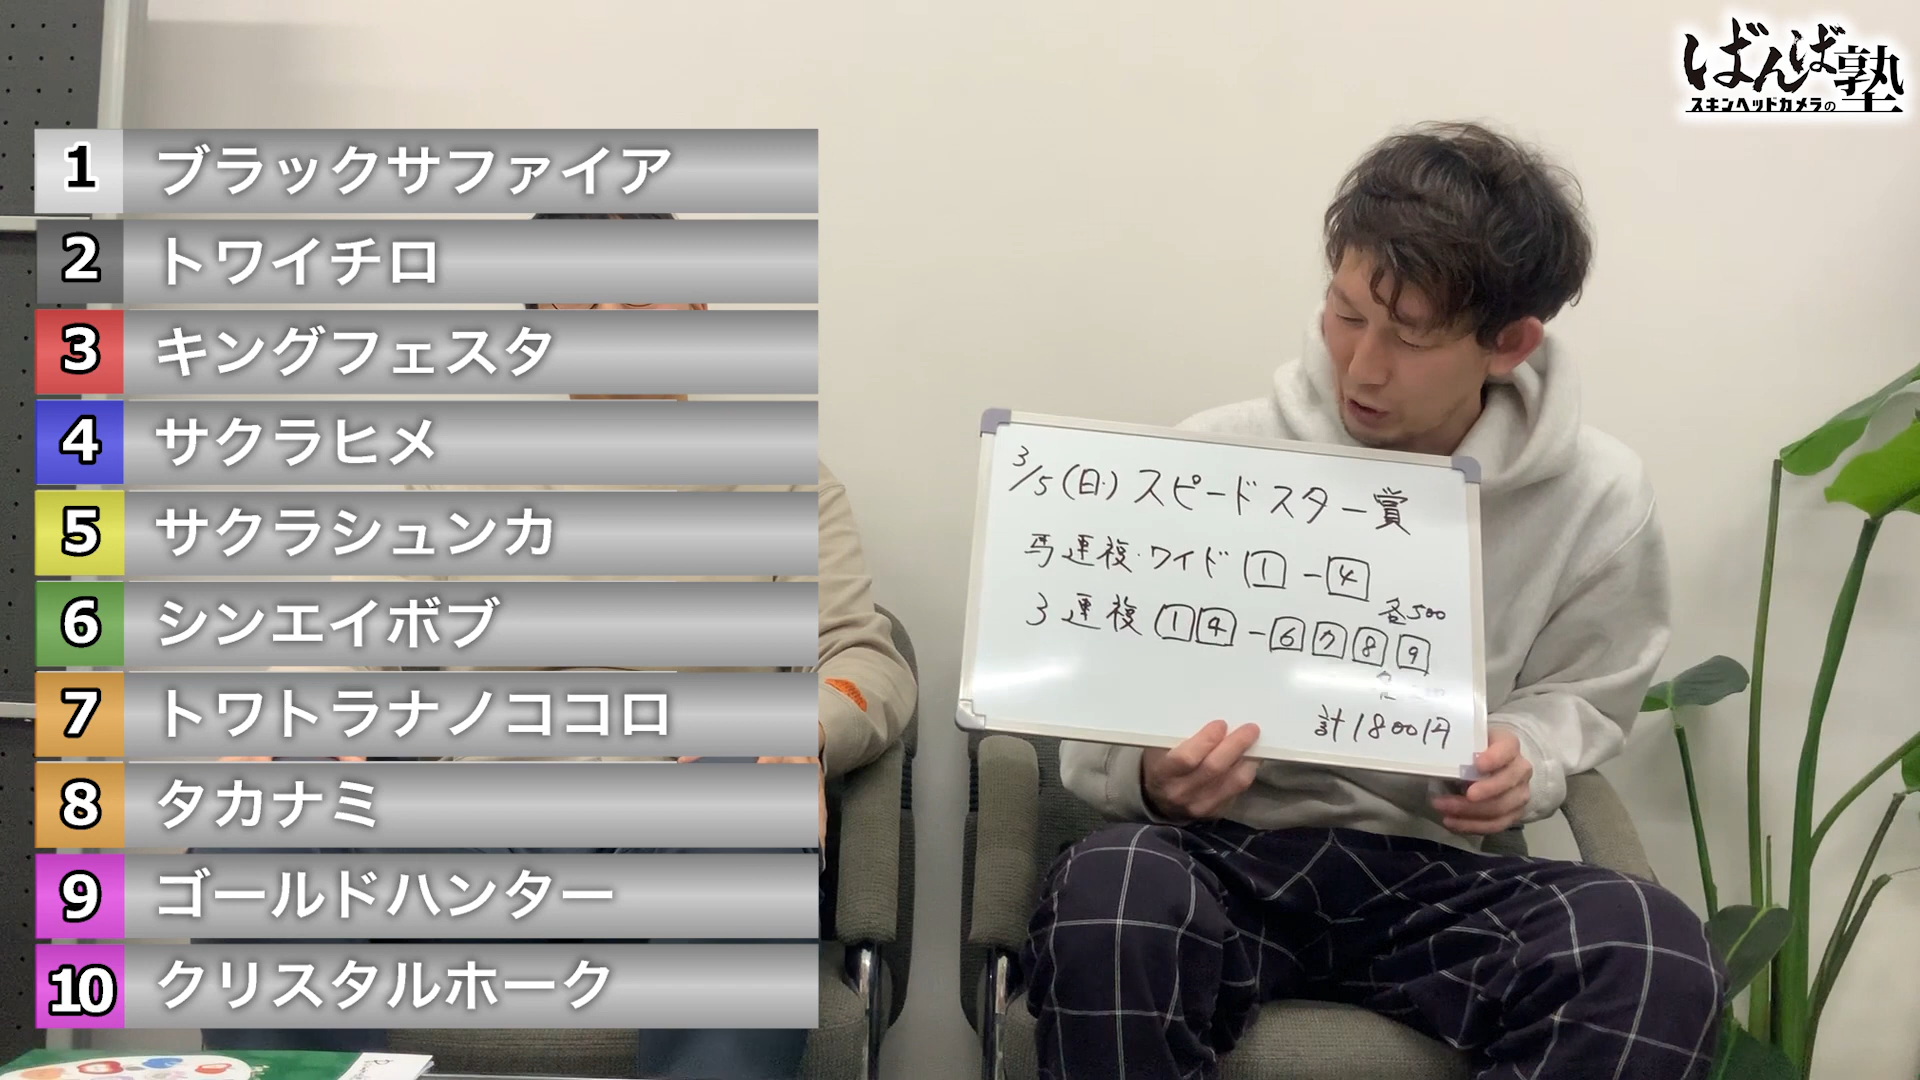 ばんば塾
スキンヘッドカメラの
1 ブラックサファイア
2 トワイチロ
3 キングフェスタ
4 サクラヒメ
5 サクラシュンカ
6 シンエイボブ
7 トワトラナノココロ
8 タカナミ
9 ゴールドハンター
10 クリスタルホーク
3/5(日)スピードスター賞
馬連複・ワイド 1-4
各500
3連複 1 4-6 7 8 9
計1800円